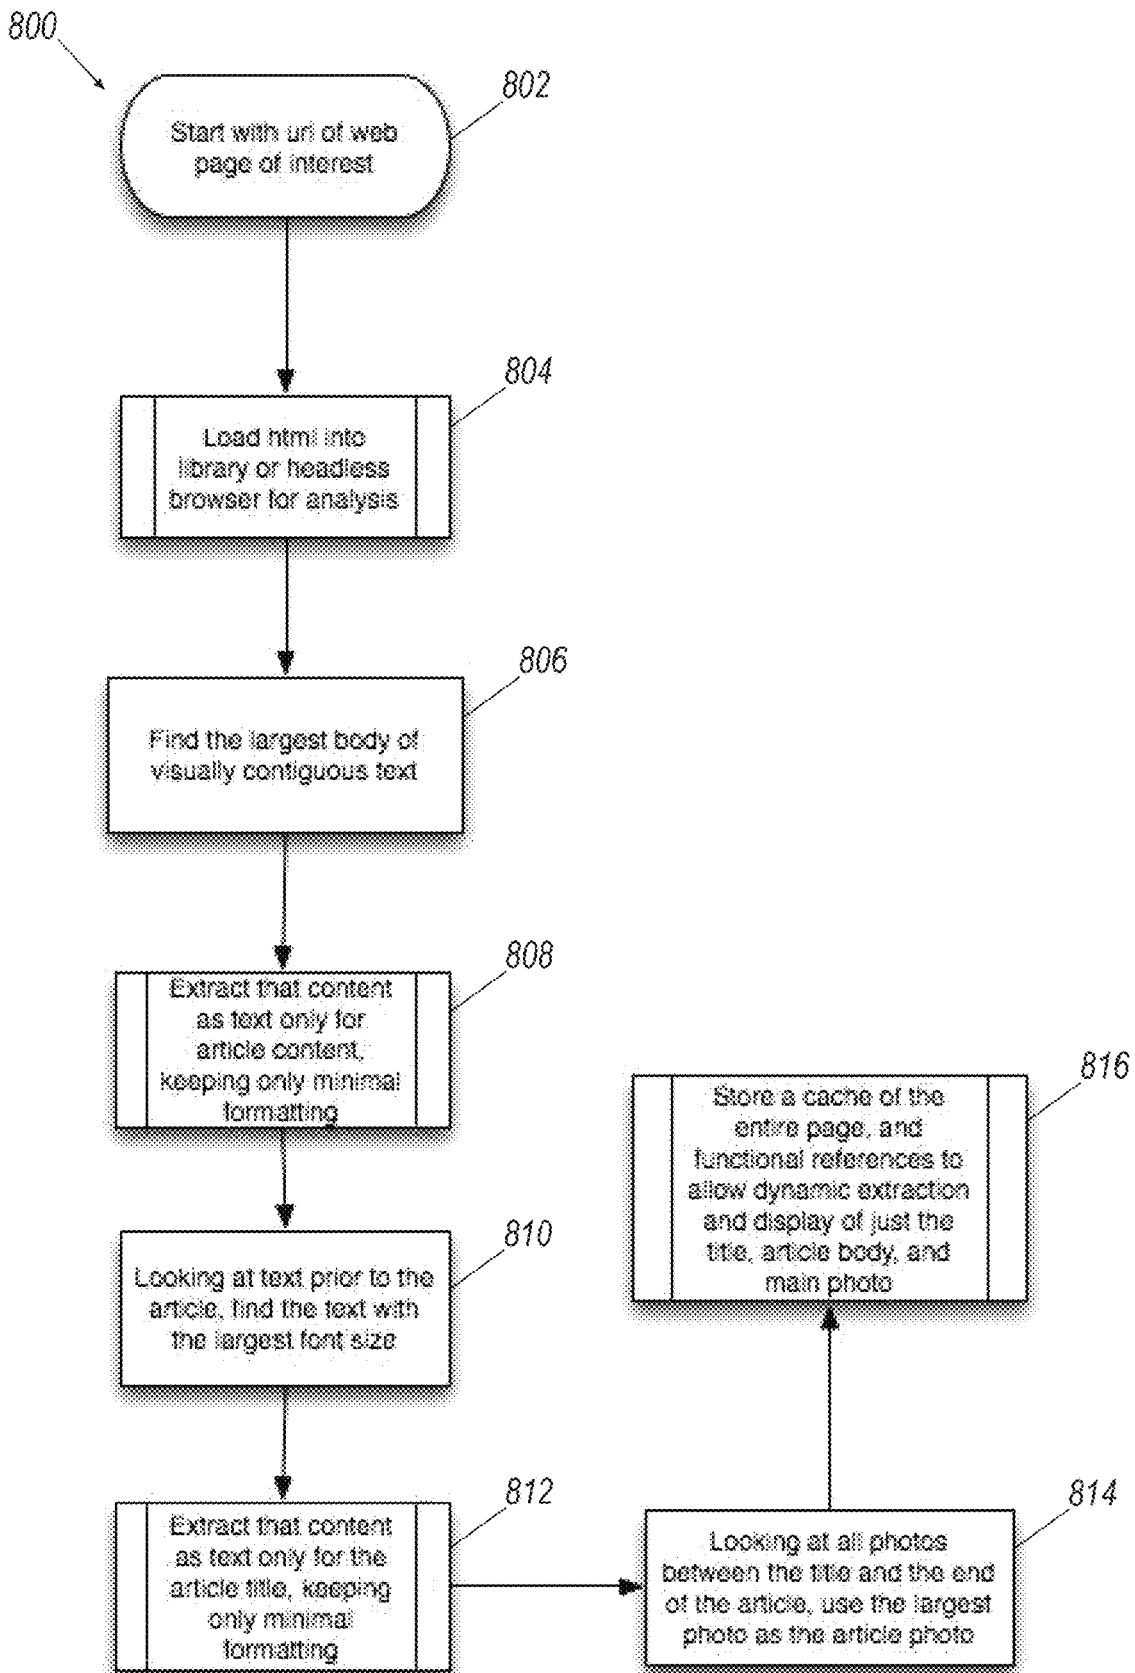 800
802
Start with url of web
page of interest
804
Load html into
library or headless
browser for analysis
806
Find the largest body of
visually contiguous text
808
Extract that content
as text only for
article content,
keeping only minimal
formatting
810
Looking at text prior to the
article, find the text with
the largest font size
812
Extract that content
as text only for the
article title, keeping
only minimal
formatting
814
Looking at all photos
between the title and the end
of the article, use the largest
photo as the article photo
816
Store a cache of the
entire page, and
functional references to
allow dynamic extraction
and display of just the
title, article body, and
main photo